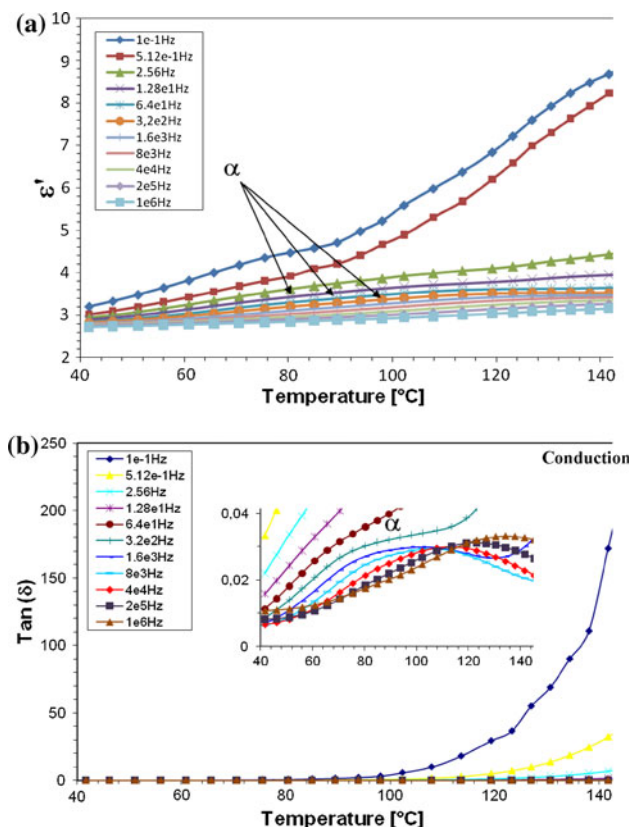 (a)
10
9
8
7
6
5
4
3
2
ε'
1e-1Hz
5.12e-1Hz
2.56Hz
1.28e1Hz
6.4e1Hz
3,2e2Hz
1.6e3Hz
8e3Hz
4e4Hz
2e5Hz
1e6Hz
α
40 60 80 100 120 140
Temperature [°C]
(b)
250
200
150
100
50
0
Tan (δ)
1e-1Hz
5.12e-1Hz
2.56Hz
1.28e1Hz
6.4e1Hz
3.2e2Hz
1.6e3Hz
8e3Hz
4e4Hz
2e5Hz
1e6Hz
Conduction
0,04
0,02
0
α
40 60 80 100 120 140
40 60 80 100 120 140
Temperature [°C]